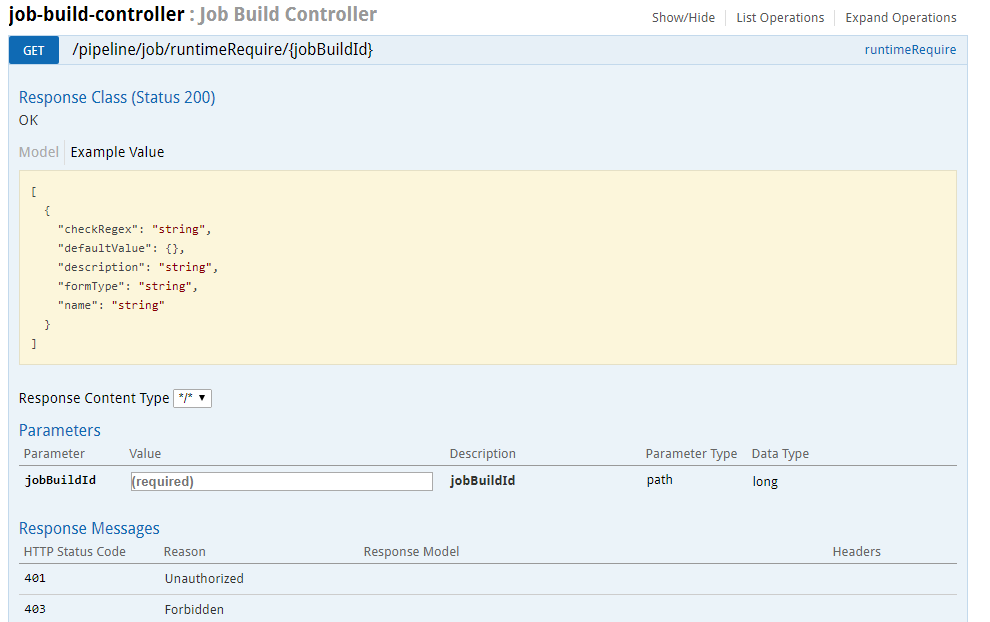 job-build-controller : Job Build Controller
Show/Hide List Operations Expand Operations
GET /pipeline/job/runtimeRequire/{jobBuildId} runtimeRequire
Response Class (Status 200)
OK
Model Example Value
[
{
"checkRegex": "string",
"defaultValue": {},
"description": "string",
"formType": "string",
"name": "string"
}
]
Response Content Type */* ▼
Parameters
Parameter Value Description Parameter Type Data Type
jobBuildId (required) jobBuildId path long
Response Messages
HTTP Status Code Reason Response Model Headers
401 Unauthorized
403 Forbidden